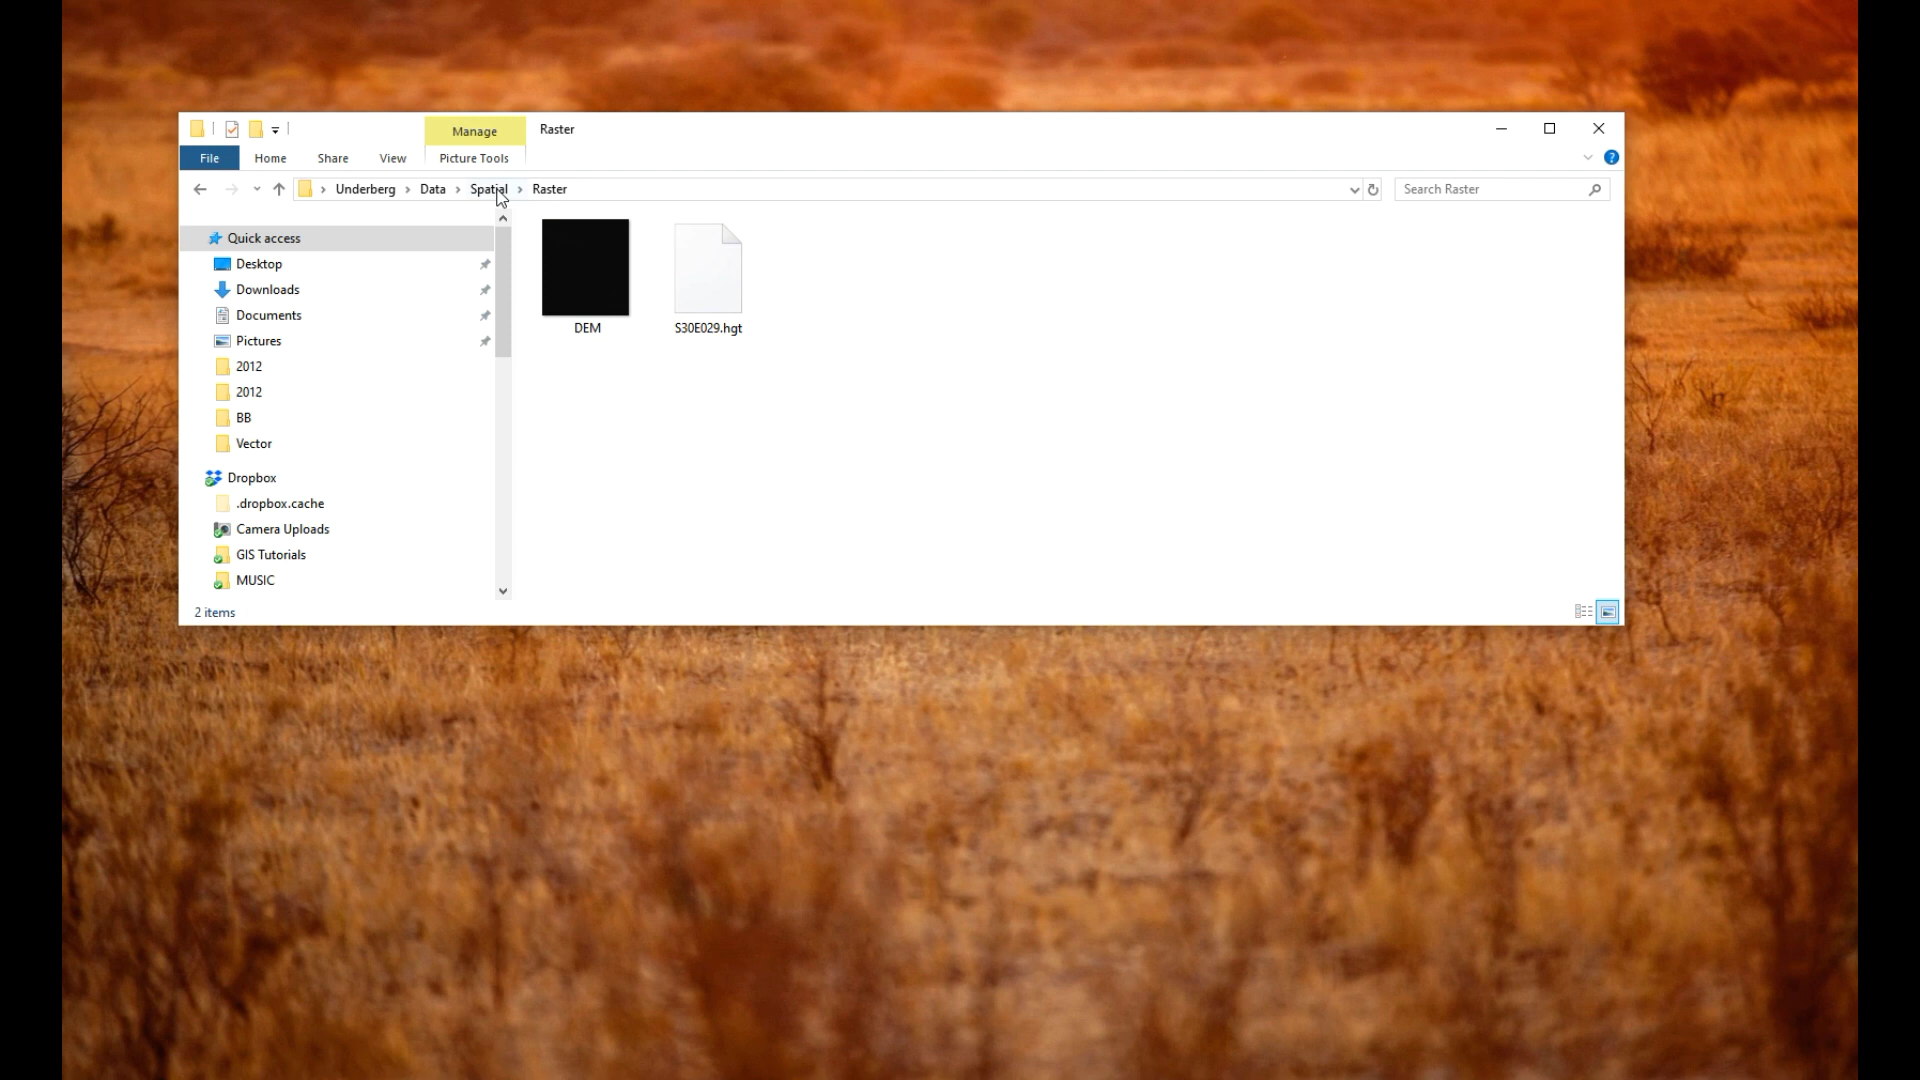 Manage
Raster
File
Home
Share
View
Picture Tools
Underberg
Data
Spatial
Raster
Search Raster
Quick access
Desktop
Downloads
Documents
Pictures
2012
2012
BB
Vector
Dropbox
.dropbox.cache
Camera Uploads
GIS Tutorials
MUSIC
DEM
S30E029.hgt
2 items